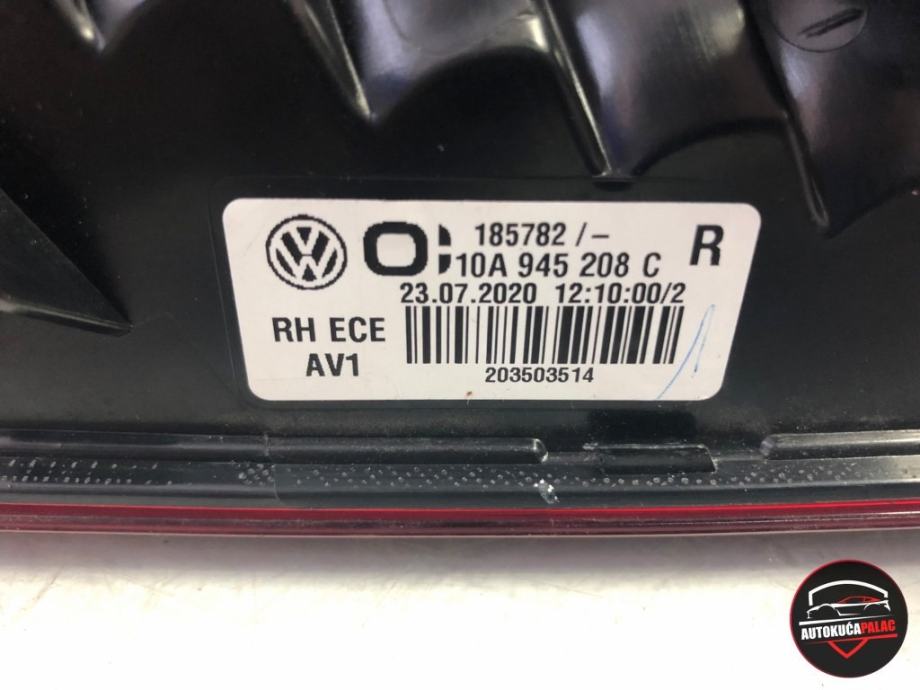 185782 /-
10A 945 208 C
R
23.07.2020 12:10:00/2
RH ECE
AV1
203503514
AUTOKUĆAPALAC